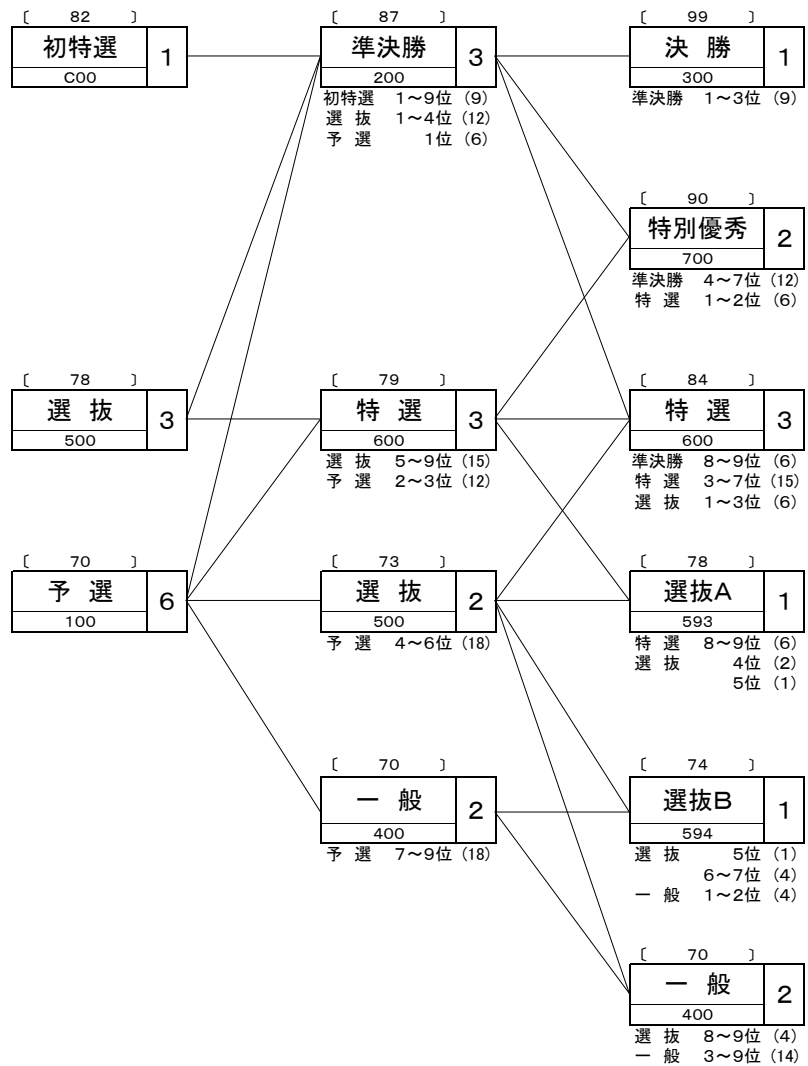 〔 82 〕
初特選 1
C00
〔 78 〕
選 抜 3
500
〔 70 〕
予 選 6
100
〔 87 〕
準決勝 3
200
初特選 1～9位 (9)
選 抜 1～4位 (12)
予 選 1位 (6)
〔 79 〕
特 選 3
600
選 抜 5～9位 (15)
予 選 2～3位 (12)
〔 73 〕
選 抜 2
500
予 選 4～6位 (18)
〔 70 〕
一 般 2
400
予 選 7～9位 (18)
〔 99 〕
決 勝 1
300
準決勝 1～3位 (9)
〔 90 〕
特別優秀 2
700
準決勝 4～7位 (12)
特 選 1～2位 (6)
〔 84 〕
特 選 3
600
準決勝 8～9位 (6)
特 選 3～7位 (15)
選 抜 1～3位 (6)
〔 78 〕
選抜A 1
593
特 選 8～9位 (6)
選 抜 4位 (2)
5位 (1)
〔 74 〕
選抜B 1
594
選 抜 5位 (1)
6～7位 (4)
一 般 1～2位 (4)
〔 70 〕
一 般 2
400
選 抜 8～9位 (4)
一 般 3～9位 (14)